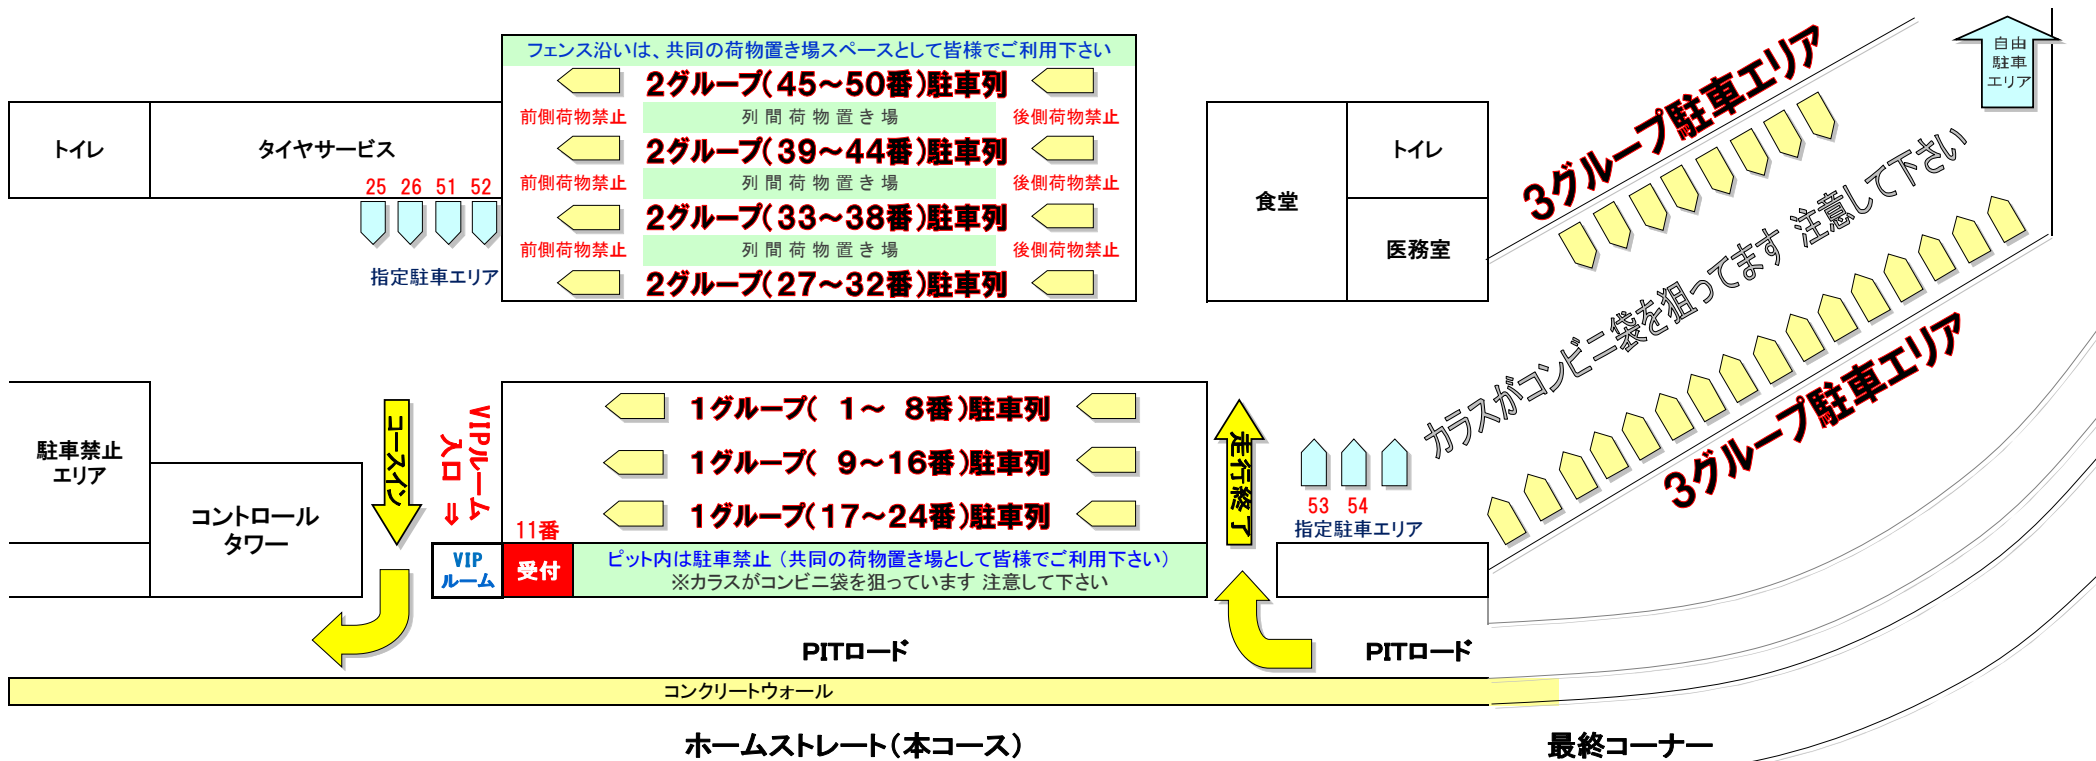 フェンス沿いは、共同の荷物置き場スペースとして皆様でご利用下さい
2グループ(45～50番)駐車列
前側荷物禁止
列間荷物置き場
後側荷物禁止
2グループ(39～44番)駐車列
前側荷物禁止
列間荷物置き場
後側荷物禁止
2グループ(33～38番)駐車列
前側荷物禁止
列間荷物置き場
後側荷物禁止
2グループ(27～32番)駐車列
トイレ
タイヤサービス
25 26 51 52
指定駐車エリア
食堂
トイレ
医務室
3グループ駐車エリア
自由
駐車
エリア
カラスがコンビニ袋を狙ってます 注意して下さい
3グループ駐車エリア
駐車禁止
エリア
コントロール
タワー
コースイン
VIPルーム
入口 ⇒
1グループ( 1～ 8番)駐車列
1グループ( 9～16番)駐車列
1グループ(17～24番)駐車列
走行終了
53 54
指定駐車エリア
11番
VIP
ルーム
受付
ピット内は駐車禁止（共同の荷物置き場として皆様でご利用下さい）
※カラスがコンビニ袋を狙っています 注意して下さい
PITロード
PITロード
コンクリートウォール
ホームストレート(本コース)
最終コーナー